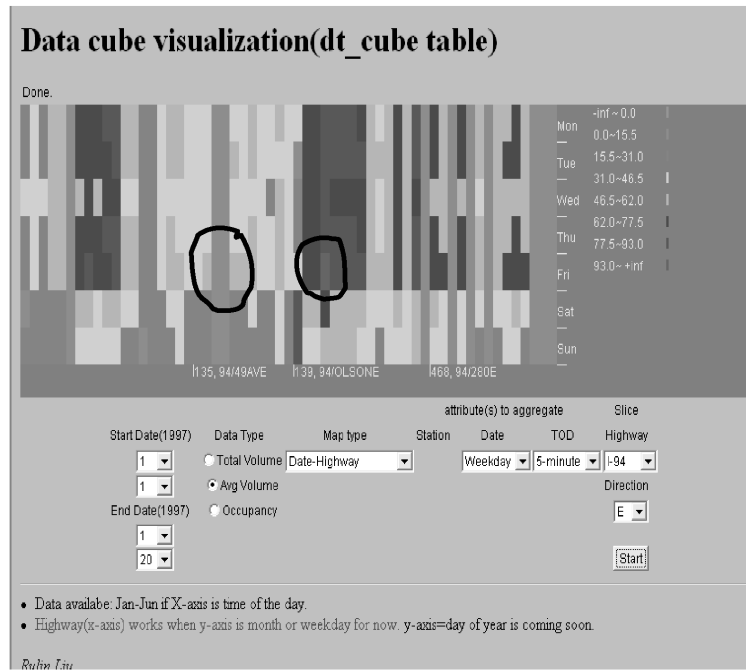 Data cube visualization(dt_cube table)
Done.
Mon
Tue
Wed
Thu
Fri
Sat
Sun
-inf ~ 0.0
0.0~15.5
15.5~31.0
31.0~46.5
46.5~62.0
62.0~77.5
77.5~93.0
93.0~ +inf
135, 94/49AVE
139, 94/OLSONE
468, 94/280E
attribute(s) to aggregate Slice
Start Date(1997) Data Type Map type Station Date TOD Highway
1 Total Volume Date-Highway Weekday 5-minute I-94
1 Avg Volume Direction
End Date(1997) Occupancy E
1
20 Start
Data availabe: Jan-Jun if X-axis is time of the day.
Highway(x-axis) works when y-axis is month or weekday for now. y-axis=day of year is coming soon.
Rulin Liu